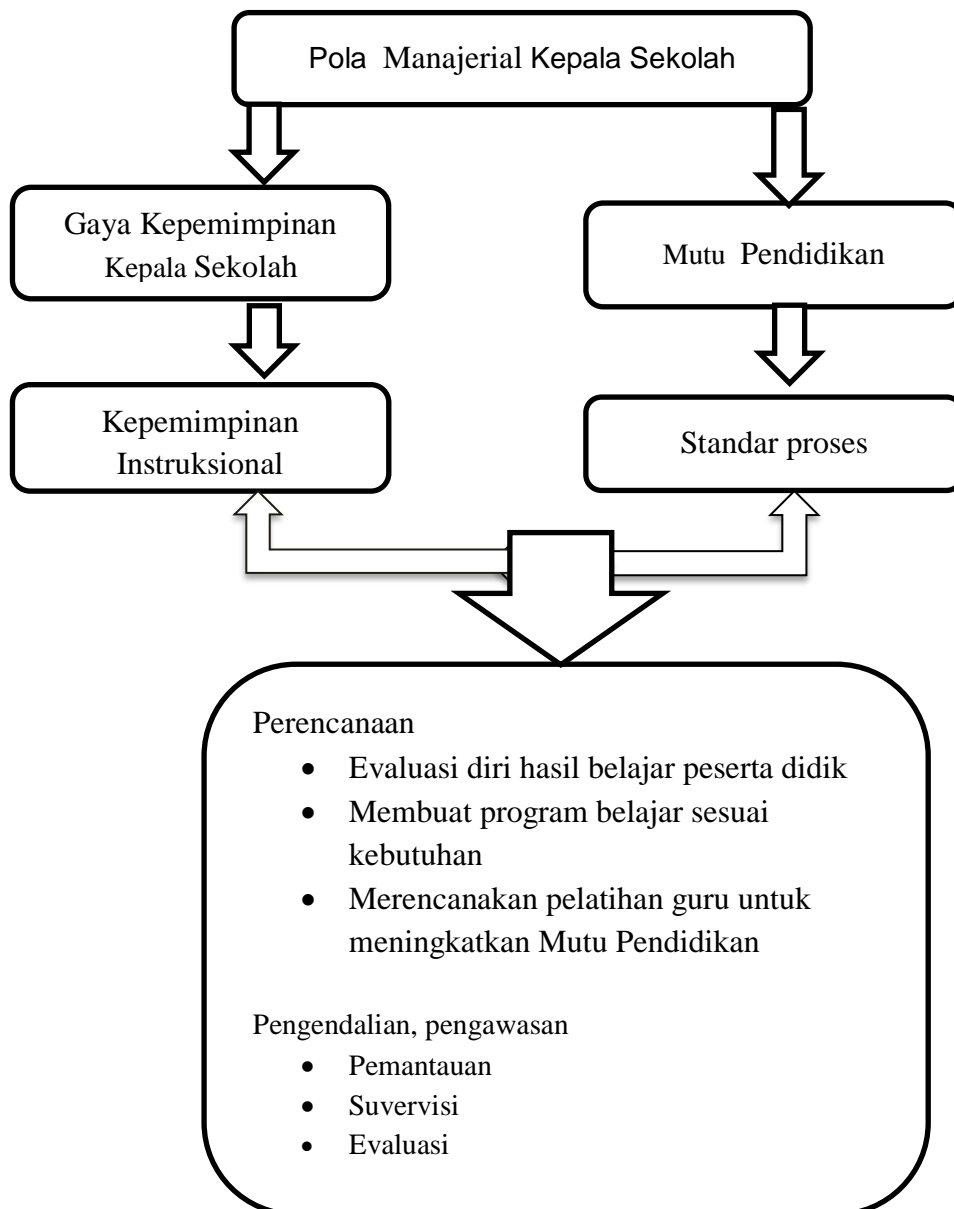 Pola Manajerial Kepala Sekolah
Gaya Kepemimpinan
Kepala Sekolah
Mutu Pendidikan
Kepemimpinan
Instruksional
Standar proses
Perencanaan
• Evaluasi diri hasil belajar peserta didik
• Membuat program belajar sesuai
kebutuhan
• Merencanakan pelatihan guru untuk
meningkatkan Mutu Pendidikan
Pengendalian, pengawasan
• Pemantauan
• Suvervisi
• Evaluasi